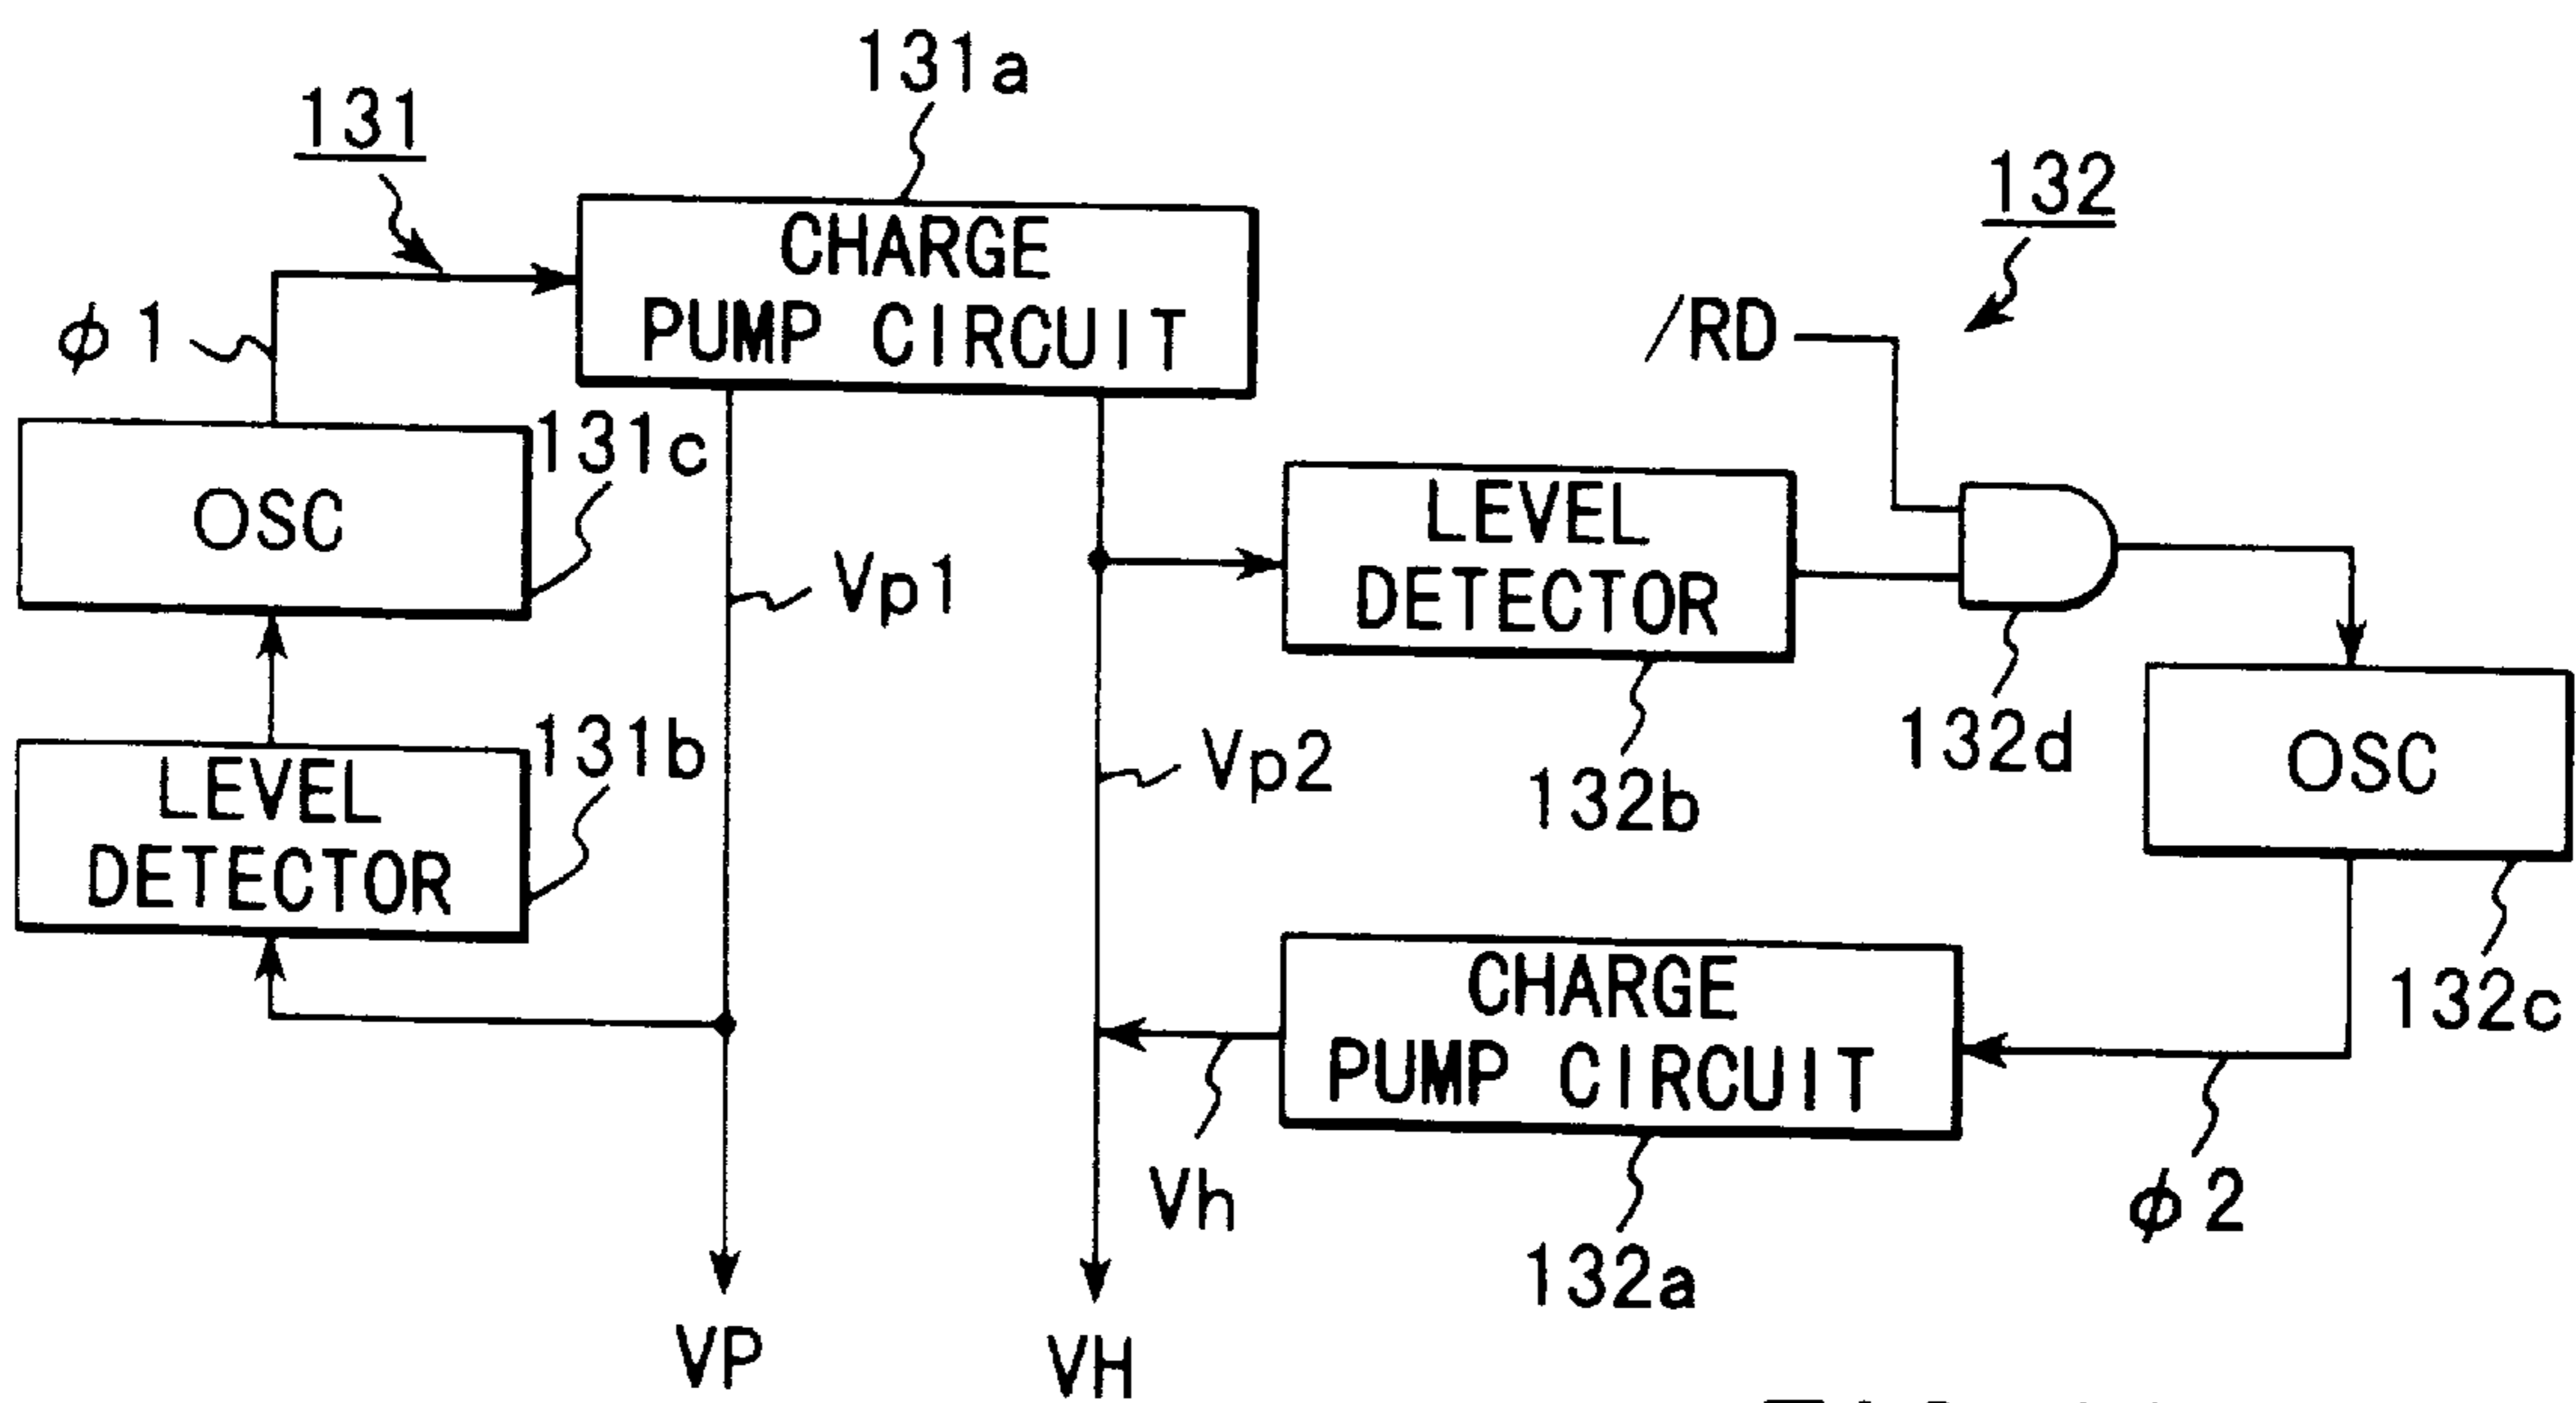 131a
131
132
CHARGE
PUMP CIRCUIT
/RD
φ1
131c
OSC
LEVEL
DETECTOR
Vp1
132d
131b
Vp2
132b
OSC
LEVEL
DETECTOR
CHARGE
PUMP CIRCUIT
132c
Vh
φ2
132a
VP
VH